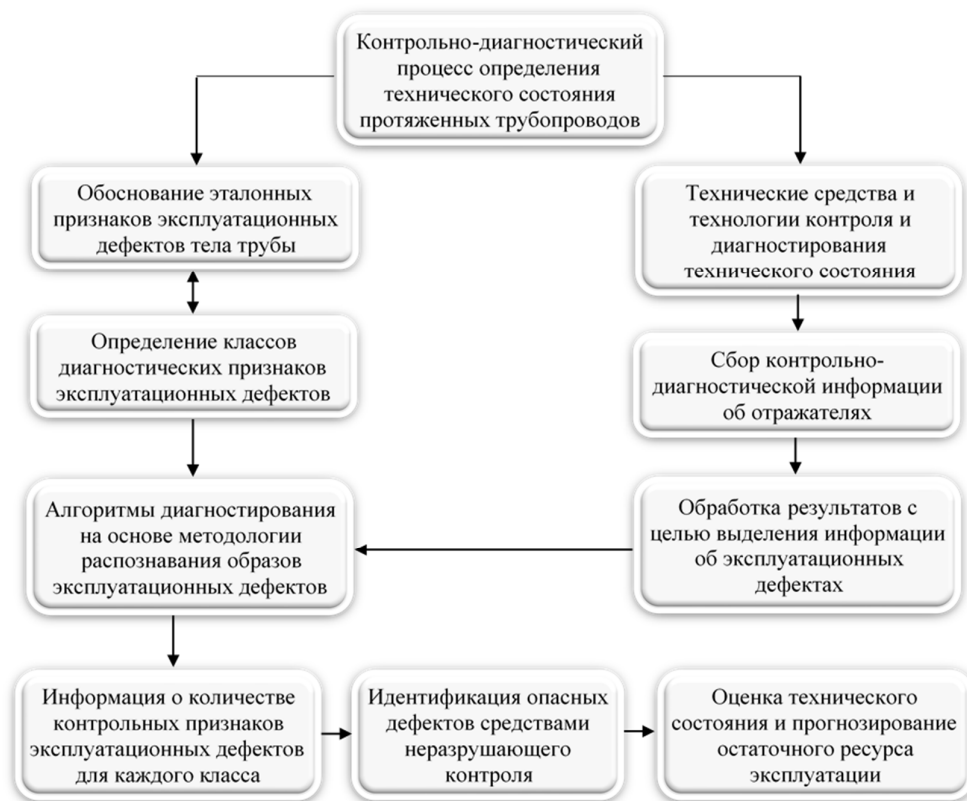 Контрольно-диагностический
процесс определения
технического состояния
протяженных трубопроводов
Обоснование эталонных
признаков эксплуатационных
дефектов тела трубы
Технические средства и
технологии контроля и
диагностирования
технического состояния
Определение классов
диагностических признаков
эксплуатационных дефектов
Сбор контрольно-
диагностической информации
об отражателях
Алгоритмы диагностирования
на основе методологии
распознавания образов
эксплуатационных дефектов
Обработка результатов с
целью выделения информации
об эксплуатационных
дефектах
Информация о количестве
контрольных признаков
эксплуатационных дефектов
для каждого класса
Идентификация опасных
дефектов средствами
неразрушающего
контроля
Оценка технического
состояния и прогнозирование
остаточного ресурса
эксплуатации